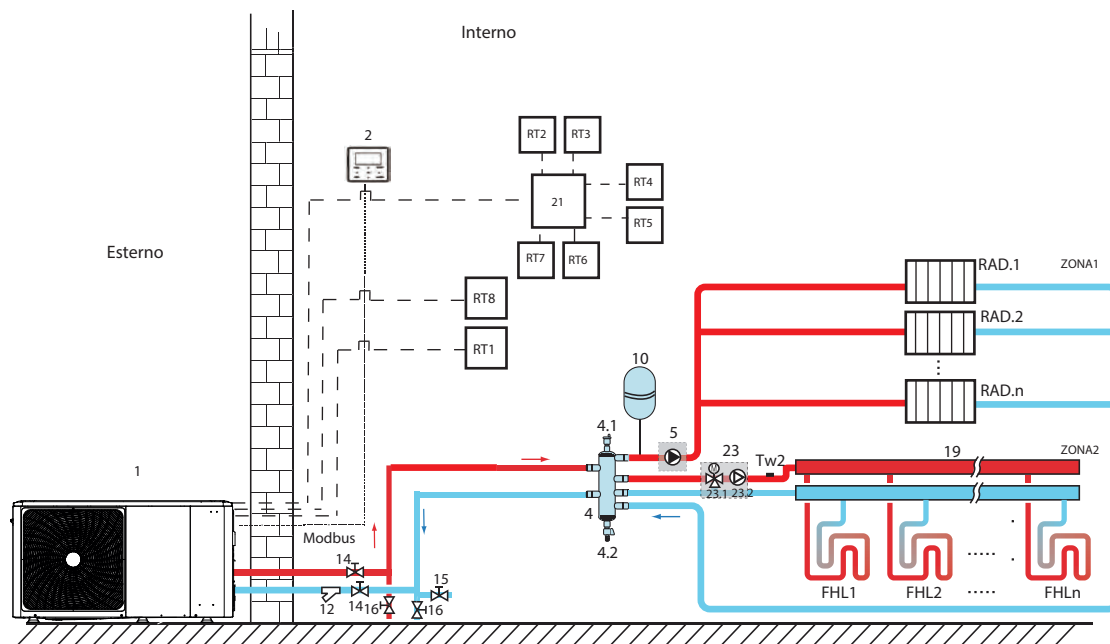 Interno
2
RT2
RT3
21
RT4
RT5
RT7
RT6
Esterno
RT8
RT1
RAD.1
ZONA1
RAD.2
10
RAD.n
4.1
5
23
Tw2
19
ZONA2
1
23,1
23,2
4
4.2
Modbus
14
15
12
14
16
16
FHL1
FHL2
FHLn